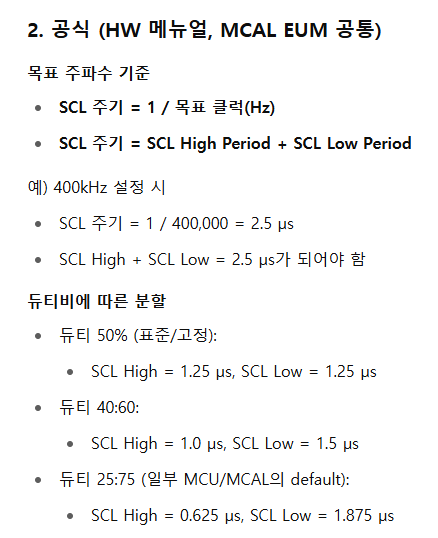 2. 공식 (HW 메뉴얼, MCAL EUM 공통)
목표 주파수 기준
• SCL 주기 = 1 / 목표 클럭(Hz)
• SCL 주기 = SCL High Period + SCL Low Period
예) 400kHz 설정 시
• SCL 주기 = 1 / 400,000 = 2.5 μs
• SCL High + SCL Low = 2.5 μs가 되어야 함
듀티비에 따른 분할
• 듀티 50% (표준/고정):
• SCL High = 1.25 μs, SCL Low = 1.25 μs
• 듀티 40:60:
• SCL High = 1.0 μs, SCL Low = 1.5 μs
• 듀티 25:75 (일부 MCU/MCAL의 default):
• SCL High = 0.625 μs, SCL Low = 1.875 μs